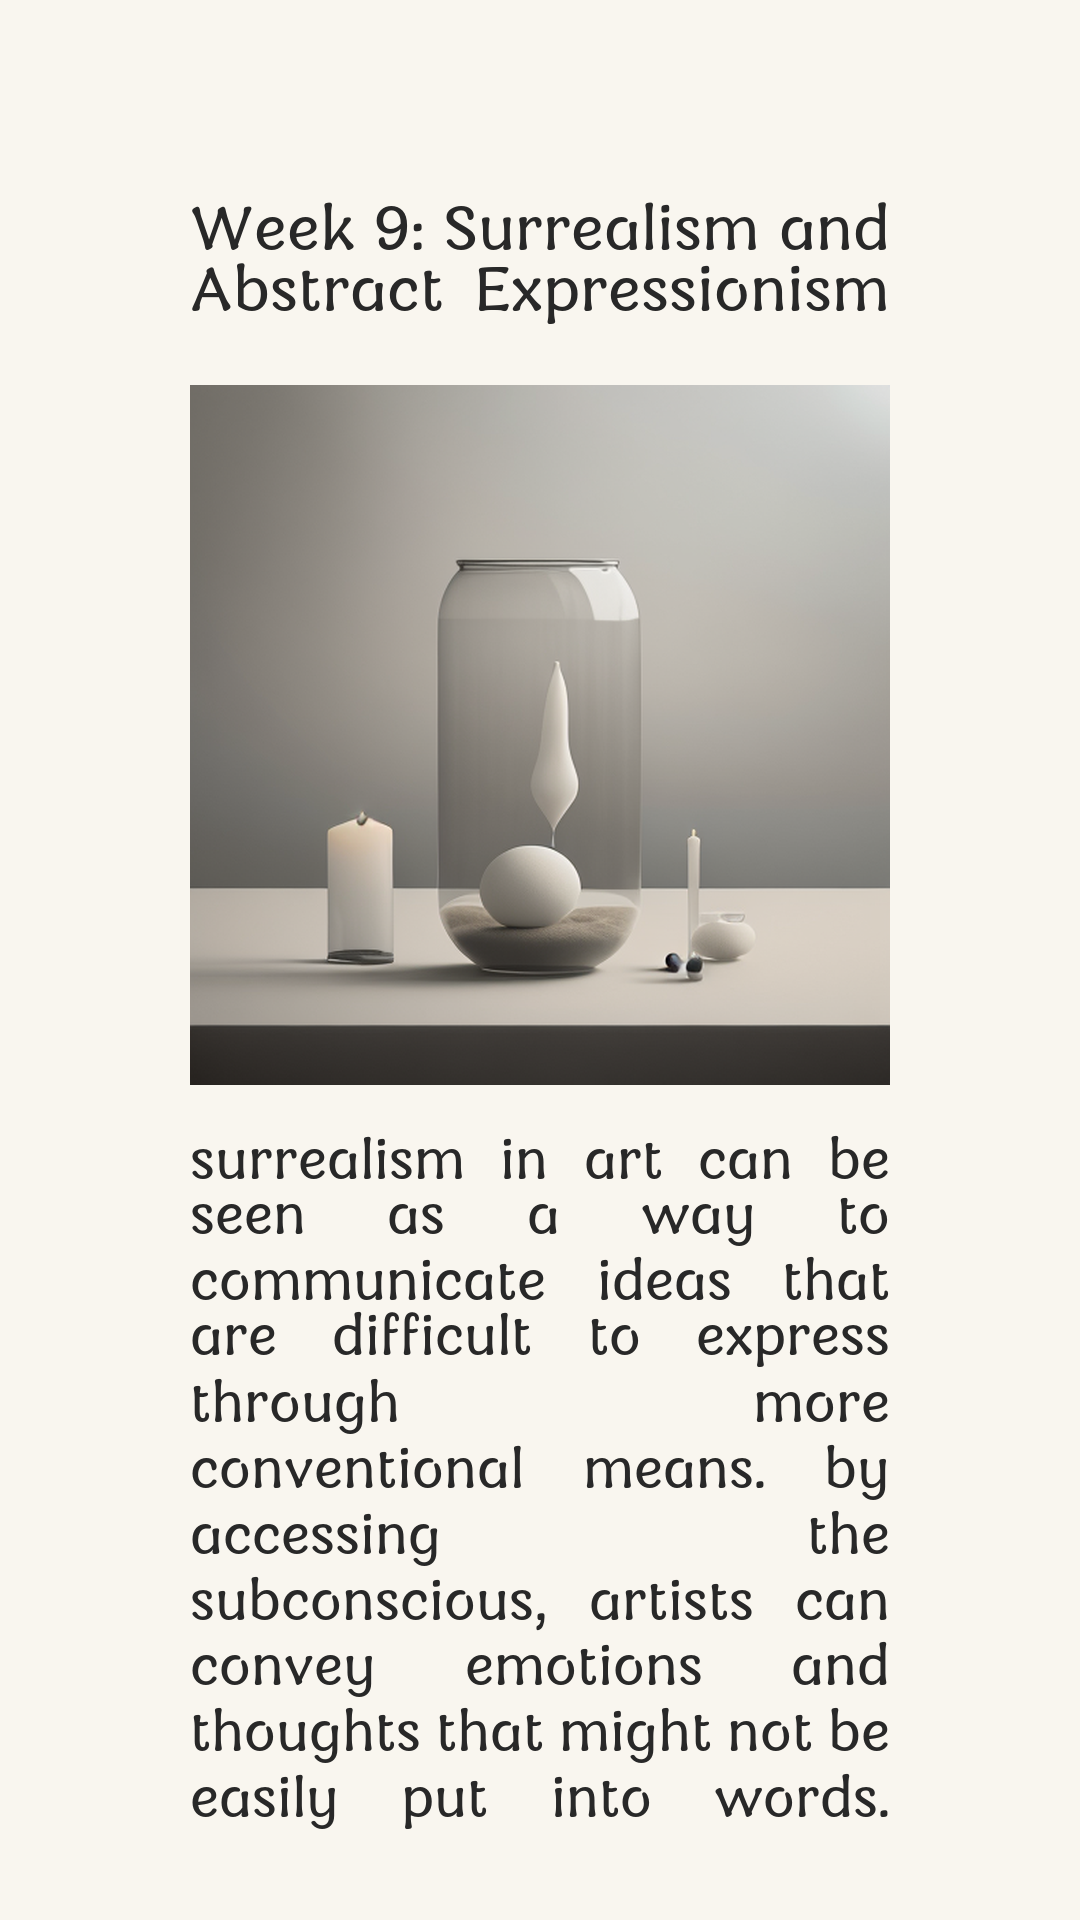 Week 9: Surrealism and
Abstract Expressionism
surrealism in art can be
seen as a way to
communicate ideas that
are difficult to express
through more
conventional means. by
accessing the
subconscious, artists can
convey emotions and
thoughts that might not be
easily put into words.